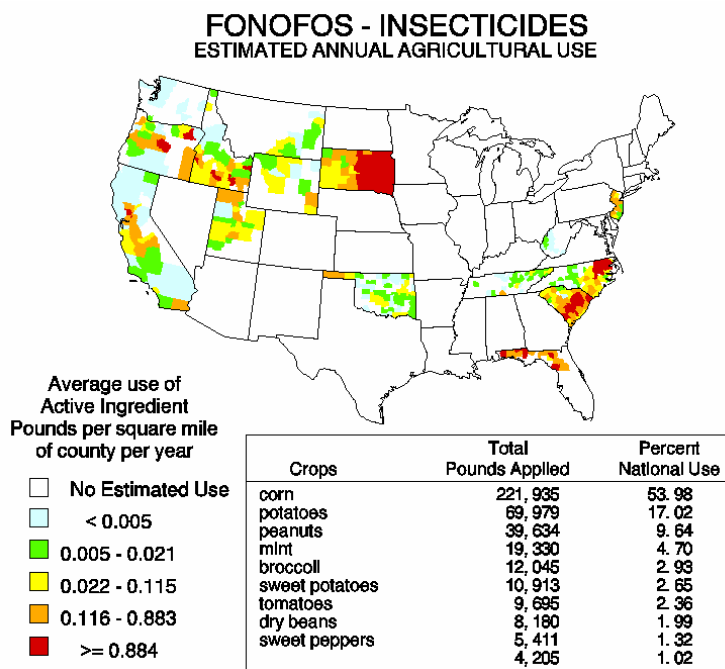 FONOFOS - INSECTICIDES
ESTIMATED ANNUAL AGRICULTURAL USE
Average use of
Active Ingredient
Pounds per square mile
of county per year
No Estimated Use
< 0.005
0.005 - 0.021
0.022 - 0.115
0.116 - 0.883
>= 0.884
Total Percent
Crops Pounds Applied National Use
corn 221, 935 53. 98
potatoes 69, 979 17. 02
peanuts 39, 634 9. 64
mint 19, 330 4. 70
broccoli 12, 045 2. 93
sweet potatoes 10, 913 2. 65
tomatoes 9, 695 2. 36
dry beans 8, 180 1. 99
sweet peppers 5, 411 1. 32
4, 205 1. 02